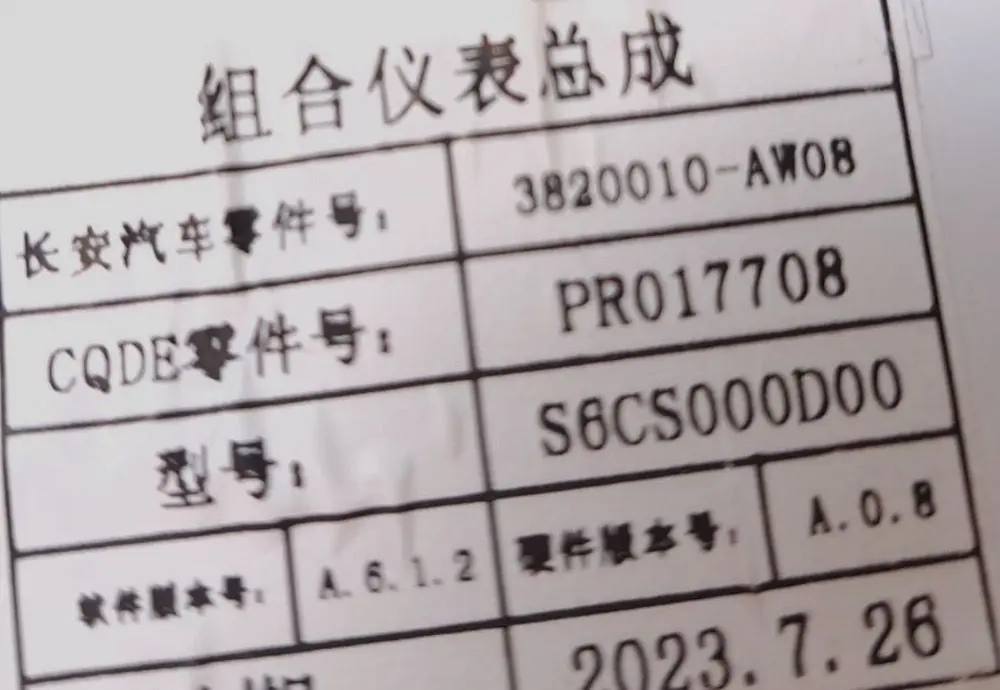 组合仪表总成
长安汽车零件号: 3820010-AW08
CQDE零件号: PR017708
型号: S6CS000D00
软件版本号: A.6.1.2 硬件版本号: A.0.8
2023.7.26